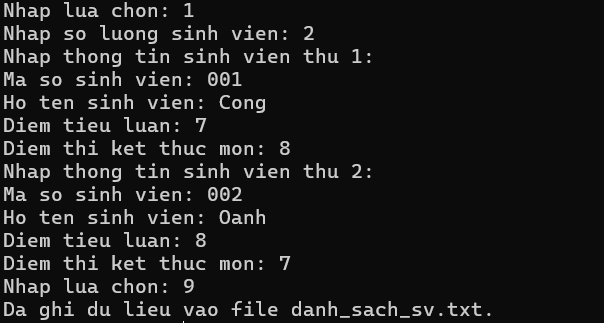 Nhap lua chon: 1
Nhap so luong sinh vien: 2
Nhap thong tin sinh vien thu 1:
Ma so sinh vien: 001
Ho ten sinh vien: Cong
Diem tieu luan: 7
Diem thi ket thuc mon: 8
Nhap thong tin sinh vien thu 2:
Ma so sinh vien: 002
Ho ten sinh vien: Oanh
Diem tieu luan: 8
Diem thi ket thuc mon: 7
Nhap lua chon: 9
Da ghi du lieu vao file danh_sach_sv.txt.